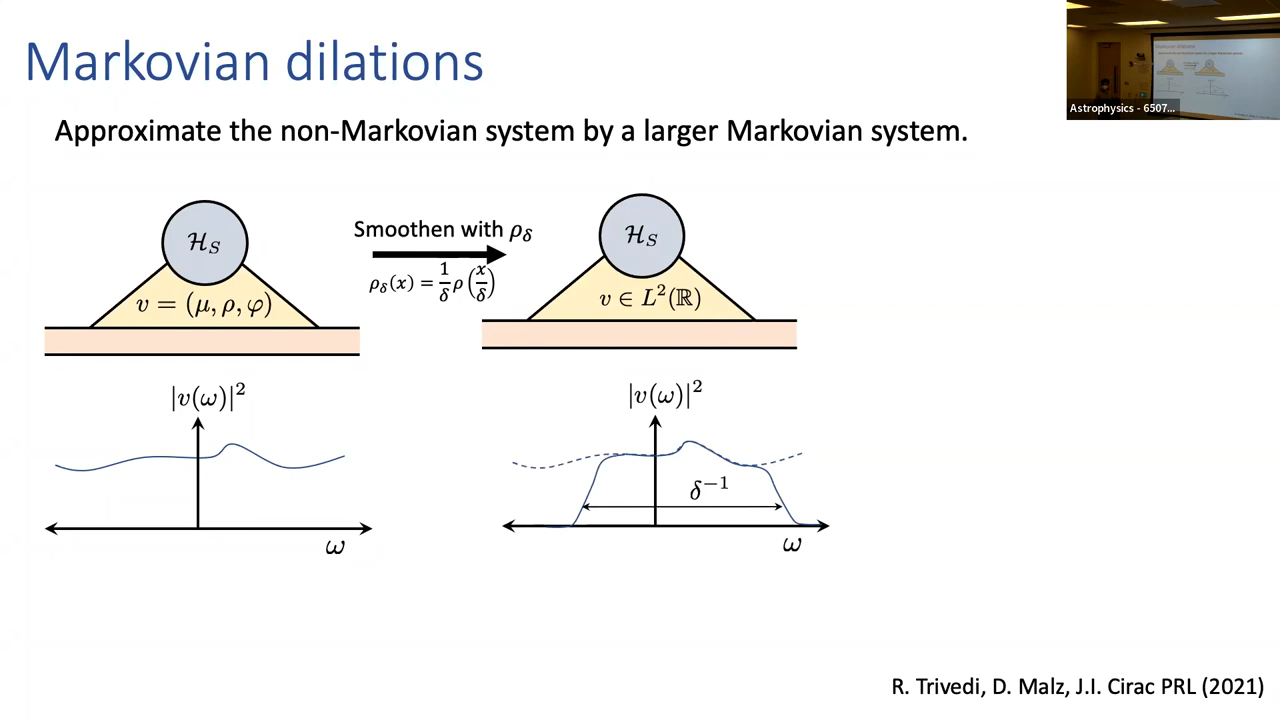 Markovian dilations
Approximate the non-Markovian system by a larger Markovian system.
Astrophysics - 6507...
ℋ_S
v = (μ, ρ, φ)
Smoothen with ρ_δ
ρ_δ(x) = 1/δ ρ(x/δ)
ℋ_S
v ∈ L²(ℝ)
|v(ω)|²
ω
|v(ω)|²
δ⁻¹
ω
R. Trivedi, D. Malz, J.I. Cirac PRL (2021)